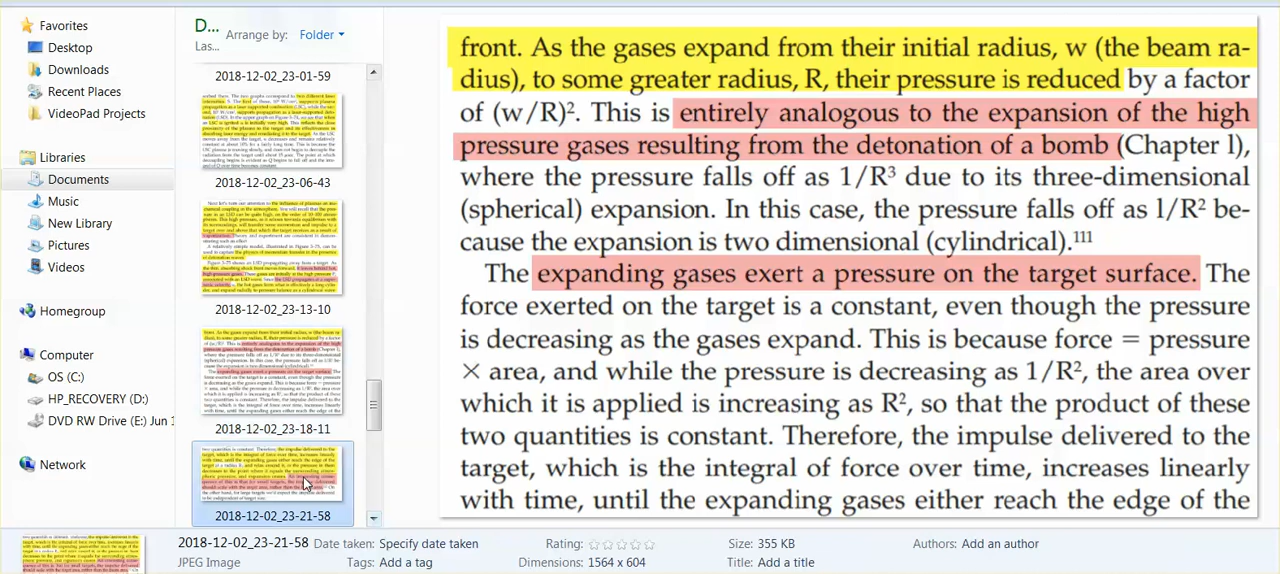 Favorites
Desktop
Downloads
Recent Places
VideoPad Projects
Libraries
Documents
Music
New Library
Pictures
Videos
Homegroup
Computer
OS (C:)
HP_RECOVERY (D:)
DVD RW Drive (E:) Jun 1
Network
D...
Las...
Arrange by: Folder
2018-12-02_23-01-59
2018-12-02_23-06-43
2018-12-02_23-13-10
2018-12-02_23-18-11
2018-12-02_23-21-58
front. As the gases expand from their initial radius, w (the beam ra-
dius), to some greater radius, R, their pressure is reduced by a factor
of (w/R)². This is entirely analogous to the expansion of the high
pressure gases resulting from the detonation of a bomb (Chapter l),
where the pressure falls off as 1/R³ due to its three-dimensional
(spherical) expansion. In this case, the pressure falls off as l/R² be-
cause the expansion is two dimensional (cylindrical).¹¹¹
The expanding gases exert a pressure on the target surface. The
force exerted on the target is a constant, even though the pressure
is decreasing as the gases expand. This is because force = pressure
× area, and while the pressure is decreasing as 1/R², the area over
which it is applied is increasing as R², so that the product of these
two quantities is constant. Therefore, the impulse delivered to the
target, which is the integral of force over time, increases linearly
with time, until the expanding gases either reach the edge of the
2018-12-02_23-21-58 Date taken: Specify date taken Rating: Size: 355 KB Authors: Add an author
JPEG Image Tags: Add a tag Dimensions: 1564 x 604 Title: Add a title